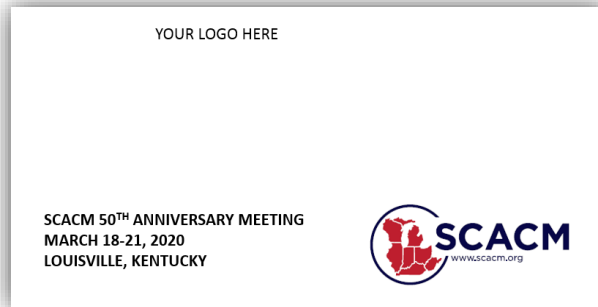 YOUR LOGO HERE
SCACM 50TH ANNIVERSARY MEETING
MARCH 18-21, 2020
LOUISVILLE, KENTUCKY
SCACM
www.scacm.org